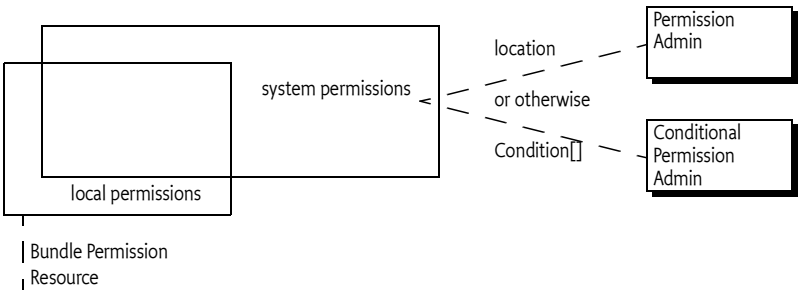 Permission
Admin
location
system permissions
or otherwise
Conditional
Permission
Admin
Condition[]
local permissions
Bundle Permission
Resource